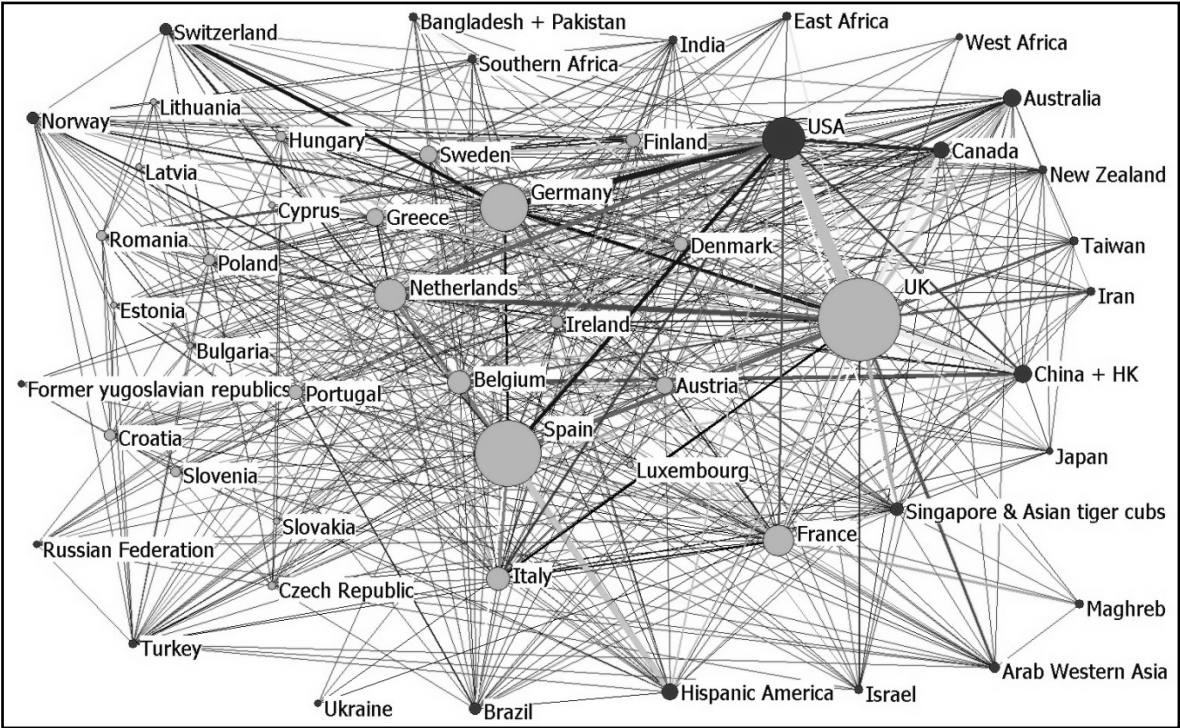 Bangladesh + Pakistan
East Africa
Switzerland
India
West Africa
Southern Africa
Lithuania
Australia
Norway
USA
Hungary
Finland
Canada
Sweden
Latvia
New Zealand
Germany
Cyprus
Greece
Romania
Denmark
Taiwan
Poland
Netherlands
UK
Iran
Estonia
Ireland
Bulgaria
China + HK
Belgium
Austria
Former yugoslavian republics
Portugal
Spain
Croatia
Japan
Luxembourg
Slovenia
Singapore & Asian tiger cubs
Slovakia
France
Russian Federation
Italy
Czech Republic
Maghreb
Turkey
Arab Western Asia
Hispanic America
Israel
Ukraine
Brazil